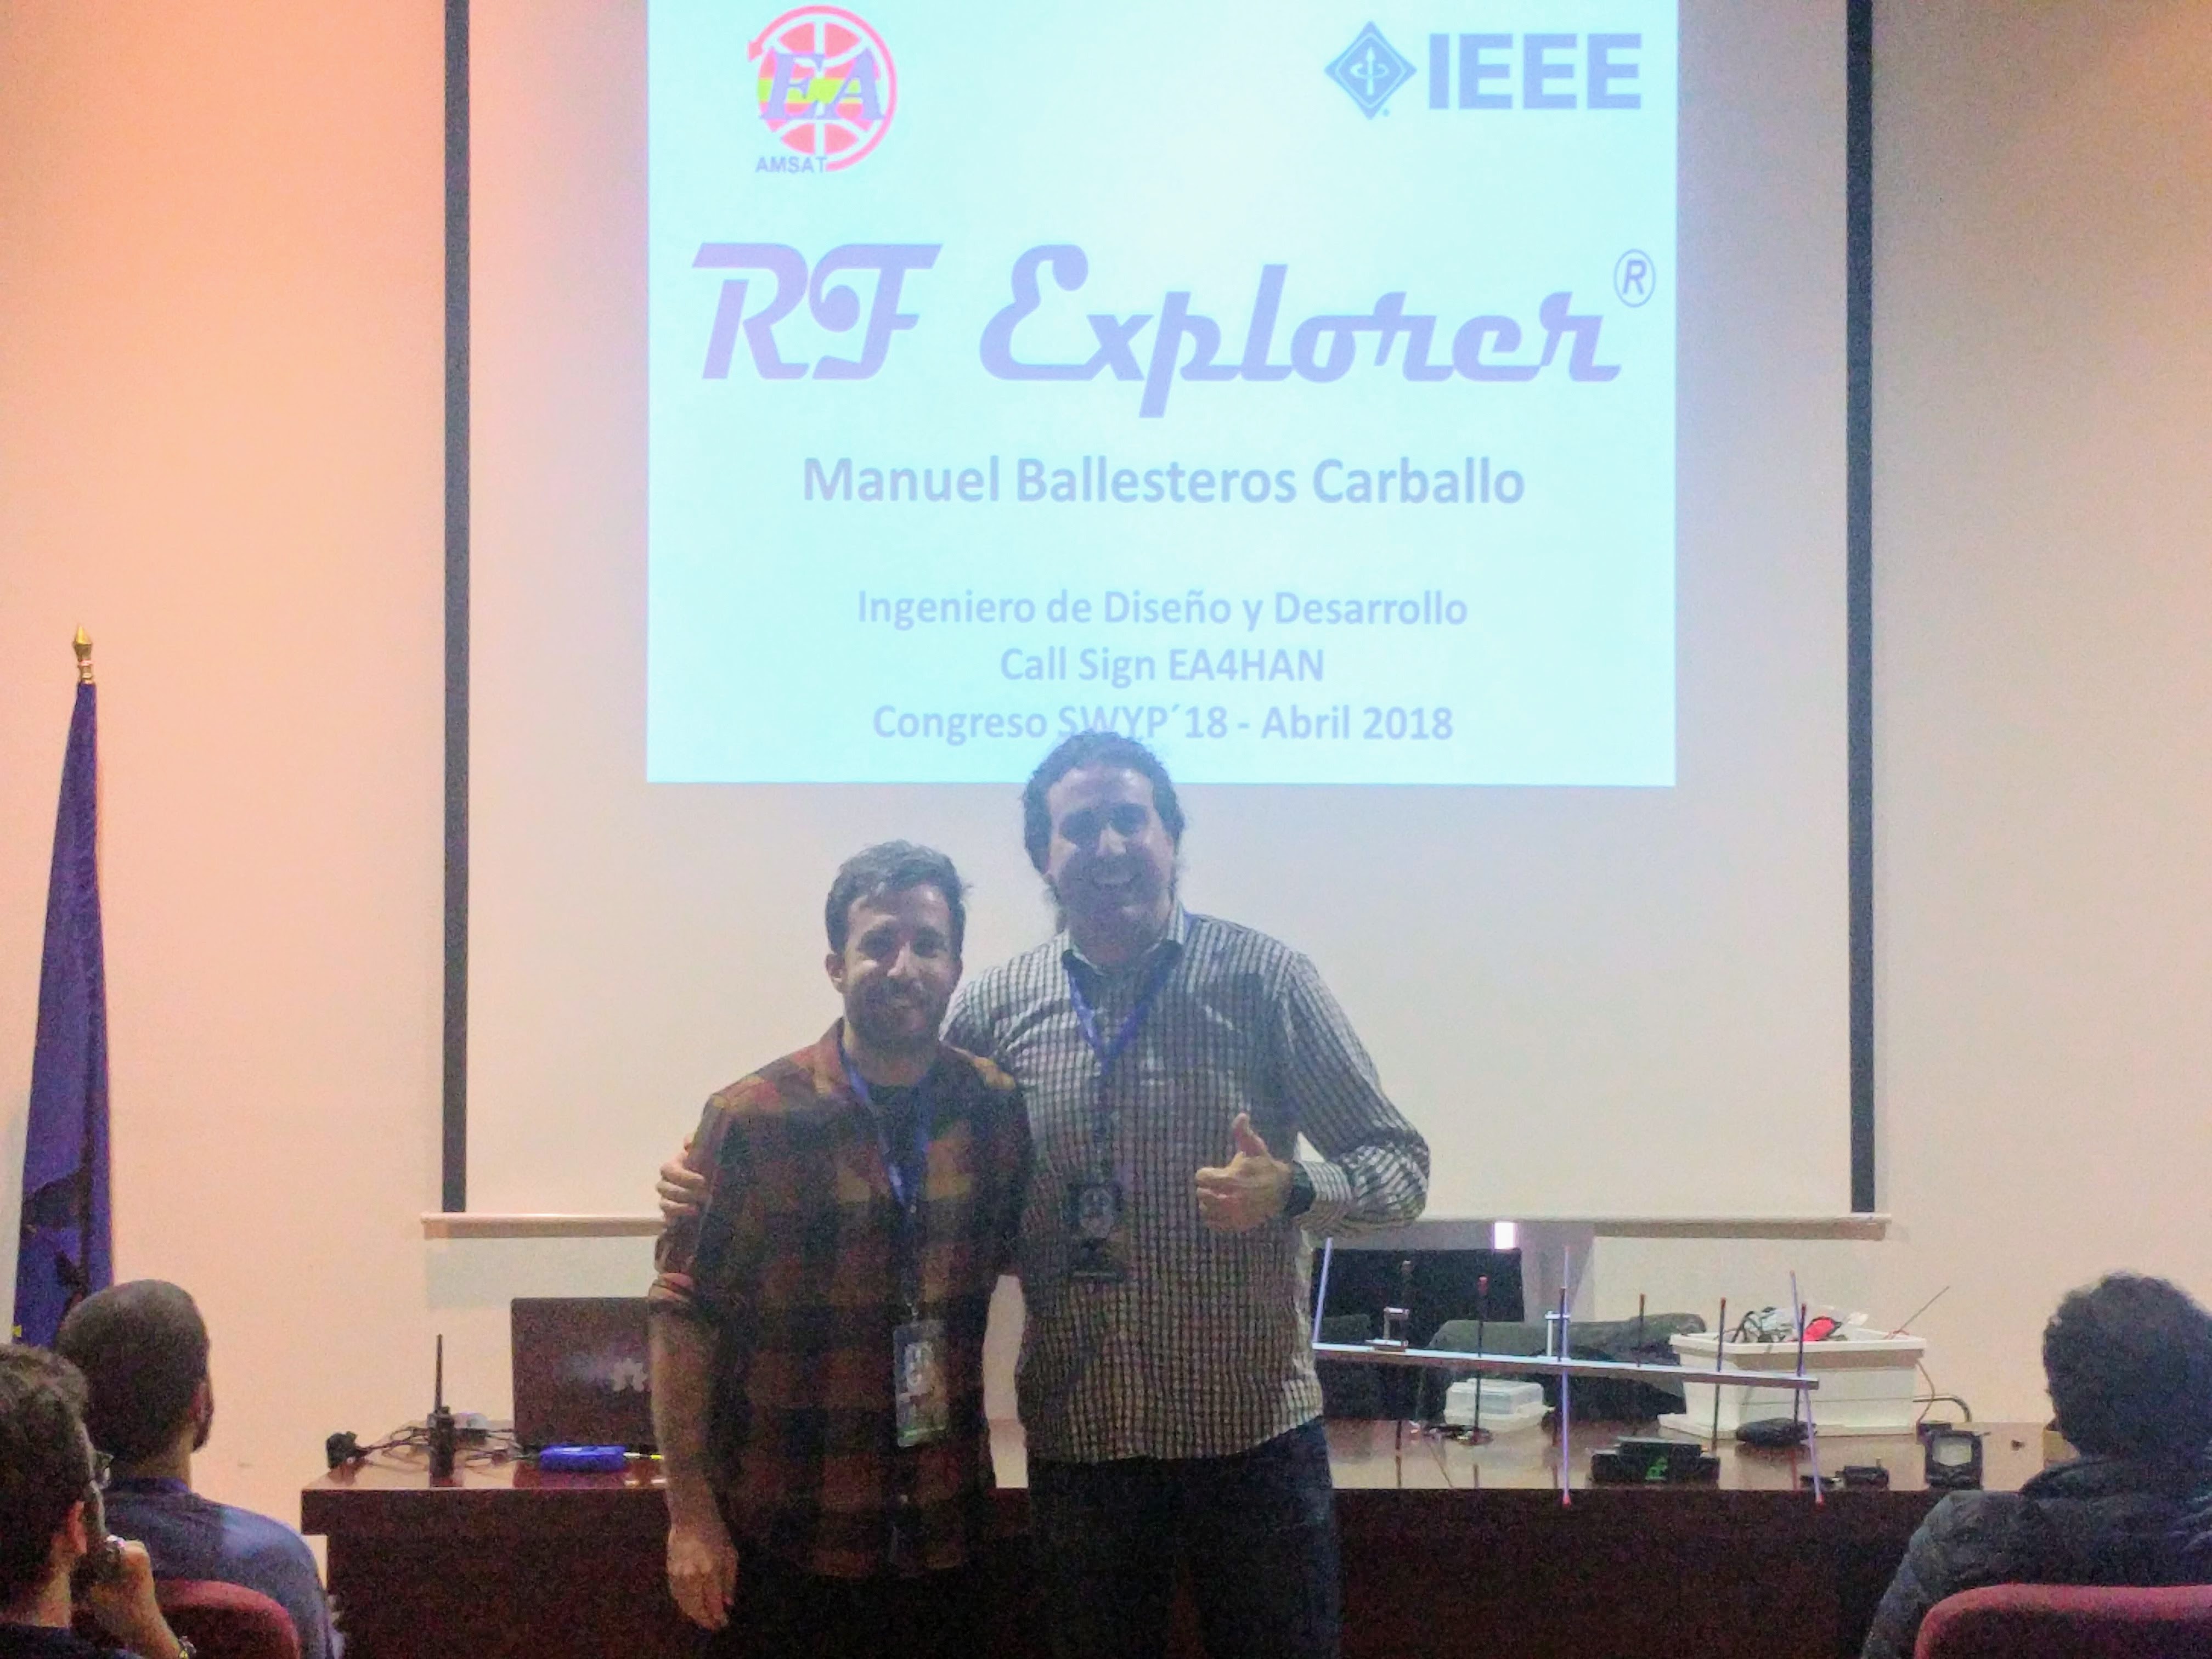 EA
AMSAT
IEEE
RF Explorer®
Manuel Ballesteros Carballo
Ingeniero de Diseño y Desarrollo
Call Sign EA4HAN
Congreso SWYP´18 - Abril 2018